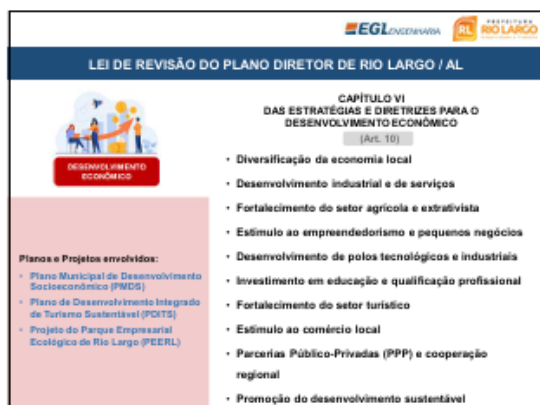 EGL ENGENHARIA
PREFEITURA
RIO LARGO
LEI DE REVISÃO DO PLANO DIRETOR DE RIO LARGO / AL
DESENVOLVIMENTO
ECONÔMICO
CAPÍTULO VI
DAS ESTRATÉGIAS E DIRETRIZES PARA O
DESENVOLVIMENTO ECONÔMICO
(Art. 10)
• Diversificação da economia local
• Desenvolvimento industrial e de serviços
• Fortalecimento do setor agrícola e extrativista
• Estímulo ao empreendedorismo e pequenos negócios
• Desenvolvimento de polos tecnológicos e industriais
• Investimento em educação e qualificação profissional
• Fortalecimento do setor turístico
• Estímulo ao comércio local
• Parcerias Público-Privadas (PPP) e cooperação
regional
• Promoção do desenvolvimento sustentável
Planos e Projetos envolvidos:
• Plano Municipal de Desenvolvimento
Socioeconômico (PMDS)
• Plano de Desenvolvimento Integrado
de Turismo Sustentável (PDITS)
• Projeto do Parque Empresarial
Ecológico de Rio Largo (PEERL)